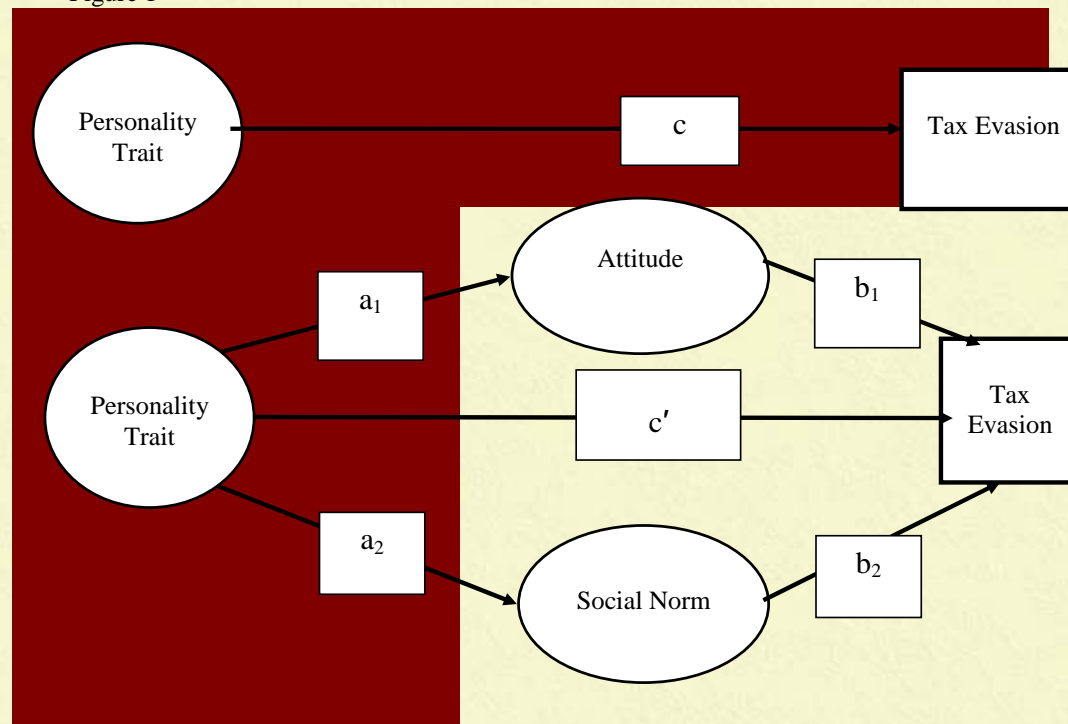 Figure 1
Personality
Trait
c
Tax Evasion
Attitude
a₁
b₁
Personality
Trait
c′
Tax
Evasion
a₂
Social Norm
b₂